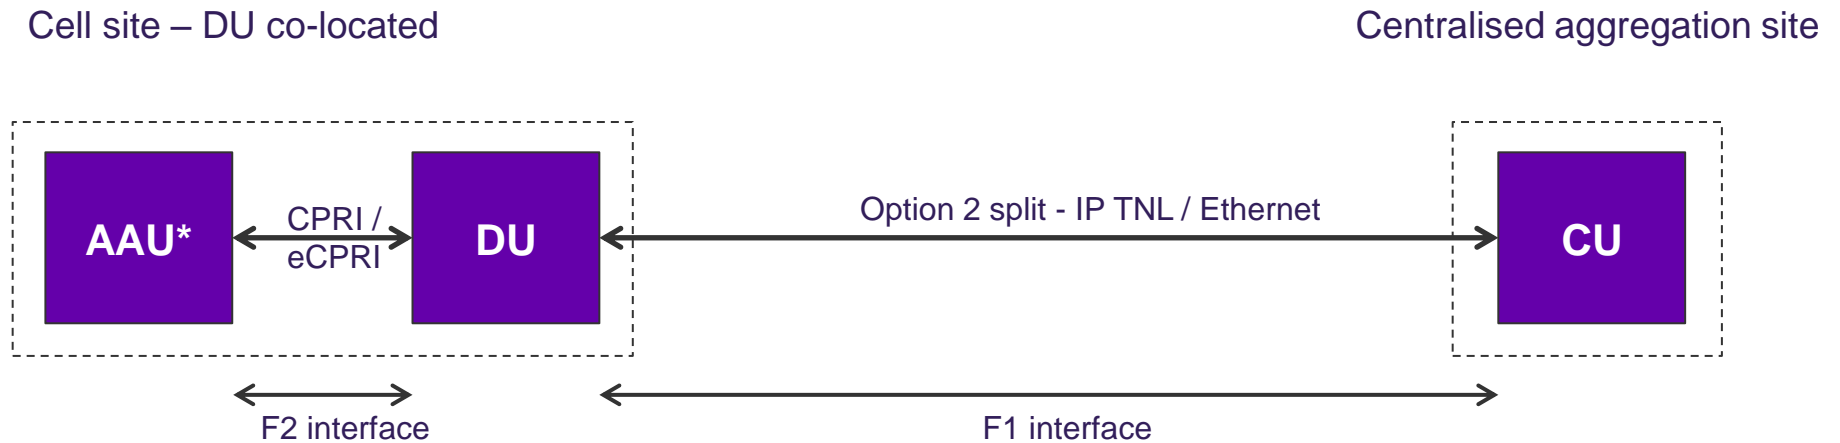 Cell site – DU co-located
Centralised aggregation site
AAU*
CPRI /
eCPRI
DU
Option 2 split - IP TNL / Ethernet
CU
F2 interface
F1 interface